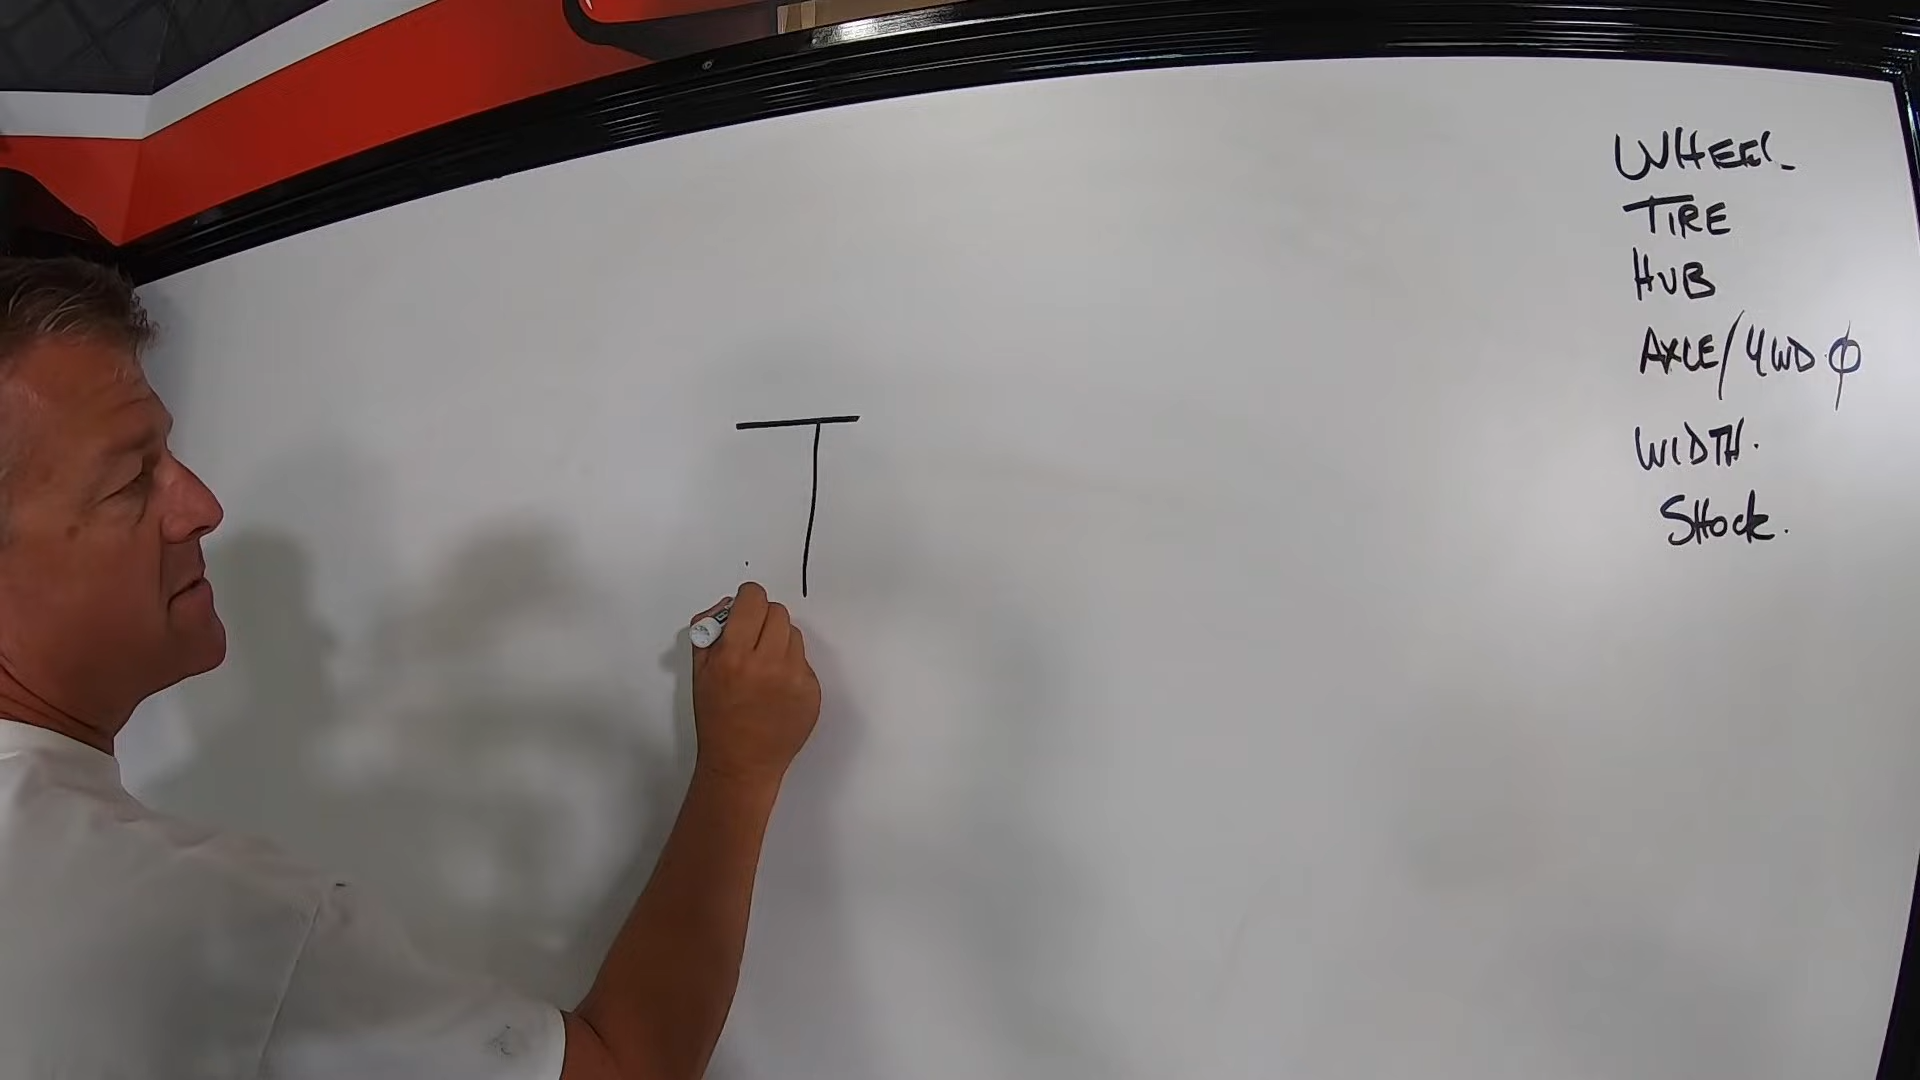 WHEEL
TIRE
HUB
AXLE/4WD φ
WIDTH.
SHOCK.